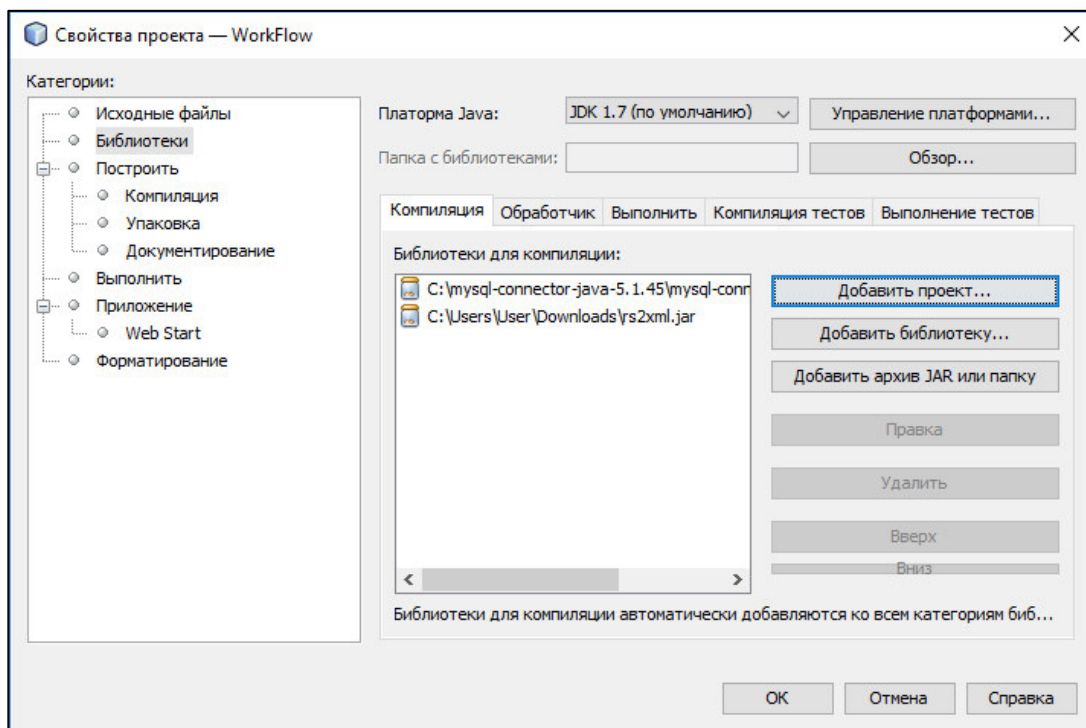 Свойства проекта — WorkFlow
Категории:
Исходные файлы
Библиотеки
Построить
Компиляция
Упаковка
Документирование
Выполнить
Приложение
Web Start
Форматирование
Платорма Java:
JDK 1.7 (по умолчанию)
Управление платформами...
Папка с библиотеками:
Обзор...
Компиляция Обработчик Выполнить Компиляция тестов Выполнение тестов
Библиотеки для компиляции:
C:\mysql-connector-java-5.1.45\mysql-conn
C:\Users\User\Downloads\rs2xml.jar
Добавить проект...
Добавить библиотеку...
Добавить архив JAR или папку
Правка
Удалить
Вверх
Вниз
Библиотеки для компиляции автоматически добавляются ко всем категориям биб...
ОК Отмена Справка